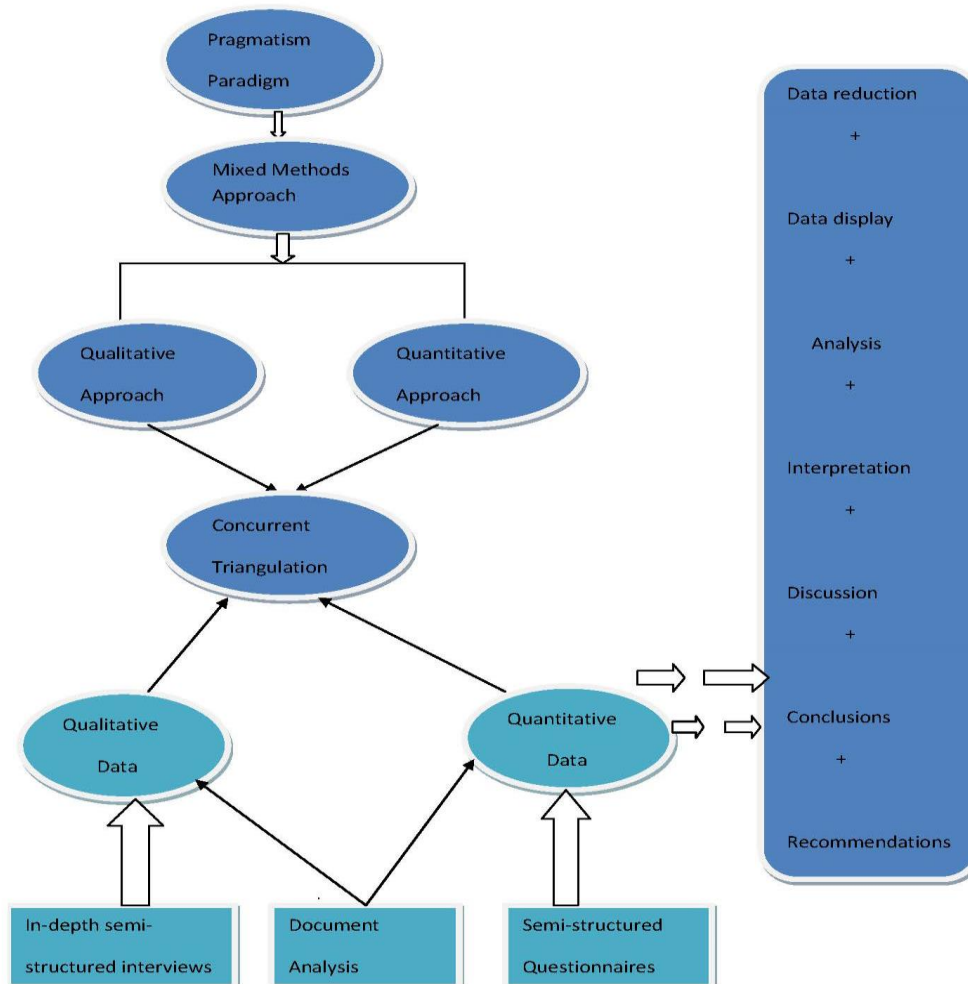 Pragmatism
Paradigm
Mixed Methods
Approach
Qualitative
Approach
Quantitative
Approach
Concurrent
Triangulation
Qualitative
Data
Quantitative
Data
In-depth semi-
structured interviews
Document
Analysis
Semi-structured
Questionnaires
Data reduction
+
Data display
+
Analysis
+
Interpretation
+
Discussion
+
Conclusions
+
Recommendations